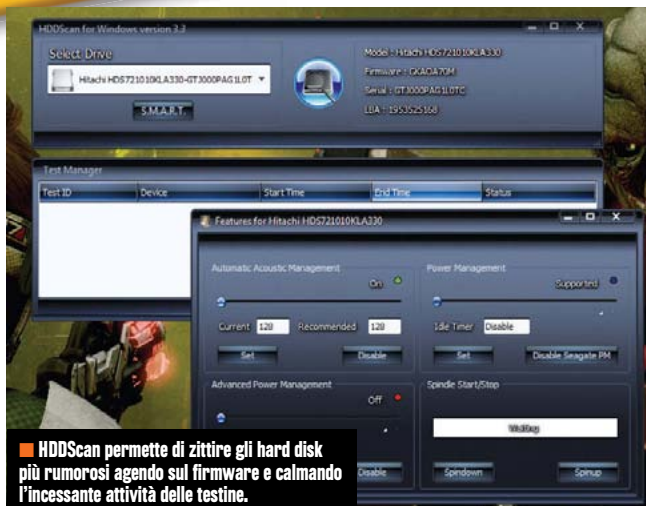 HDDScan for Windows version 3.3
Select Drive
Hitachi HDS721010KLA330-GTJ000PAG1L0T
S.M.A.R.T.
Model : Hitachi HDS721010KLA330
Firmware : GKAOA70M
Serial : GTJ000PAG1L0TC
LBA : 1953525168
Test Manager
Test ID Device Start Time End Time Status
Features for Hitachi HDS721010KLA330
Automatic Acoustic Management
On
Current 128 Recommended 128
Set Disable
Power Management
Supported
Idle Timer Disable
Set Disable Seagate PM
Advanced Power Management
Off
Disable
Spindle Start/Stop
Waiting
Spindown Spinup
HDDScan permette di zittire gli hard disk
più rumorosi agendo sul firmware e calmando
l'incessante attività delle testine.